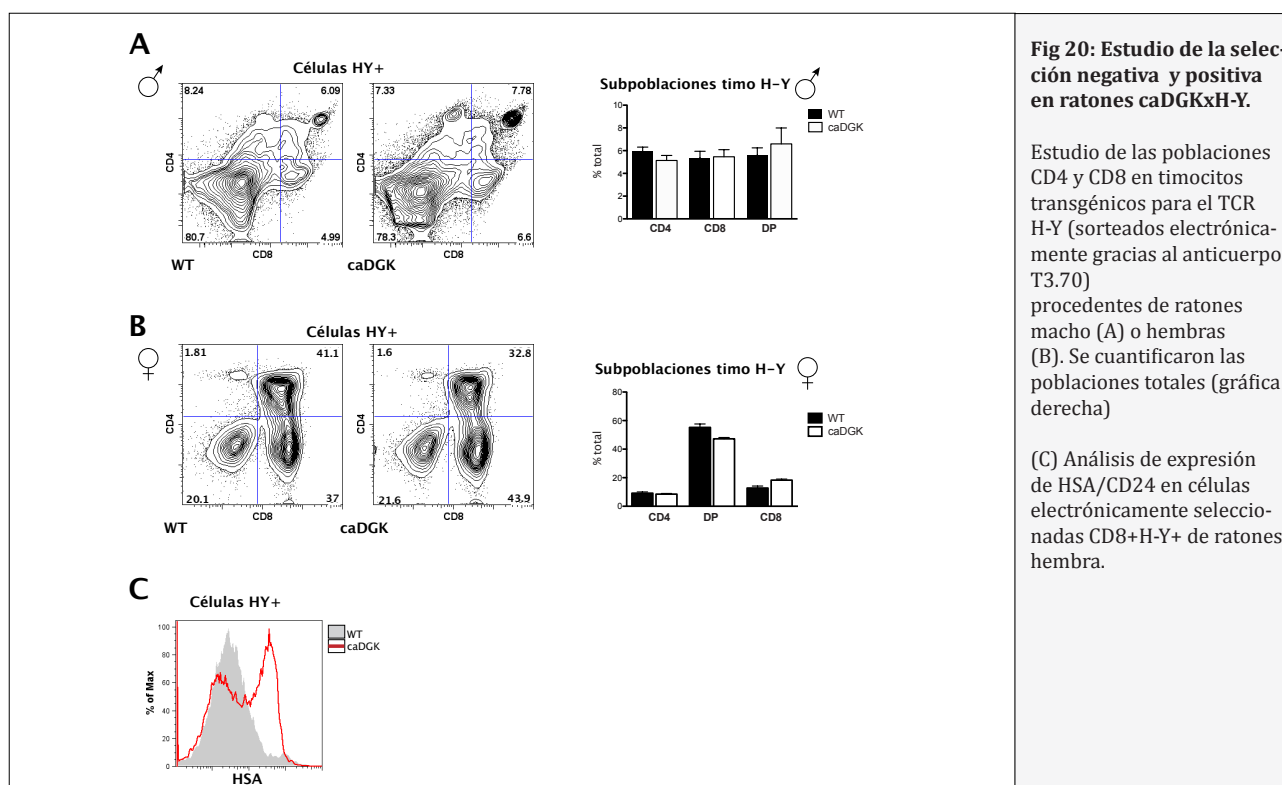 A
Células HY+
8.24
6.09
7.33
7.78
CD4
80.7
4.99
78.3
6.6
CD8
WT
caDGK
Subpoblaciones timo H-Y
% total
10
8
6
4
2
0
CD4
CD8
DP
WT
caDGK
B
Células HY+
1.81
41.1
1.6
32.8
CD4
20.1
37
21.6
43.9
CD8
WT
caDGK
Subpoblaciones timo H-Y
% total
80
60
40
20
0
CD4
DP
CD8
WT
caDGK
C
Células HY+
% of Max
100
80
60
40
20
0
HSA
WT
caDGK
Fig 20: Estudio de la selec-
ción negativa y positiva
en ratones caDGKxH-Y.
Estudio de las poblaciones
CD4 y CD8 en timocitos
transgénicos para el TCR
H-Y (sorteados electrónica-
mente gracias al anticuerpo
T3.70)
procedentes de ratones
macho (A) o hembras
(B). Se cuantificaron las
poblaciones totales (gráfica
derecha)
(C) Análisis de expresión
de HSA/CD24 en células
electrónicamente seleccio-
nadas CD8+H-Y+ de ratones
hembra.